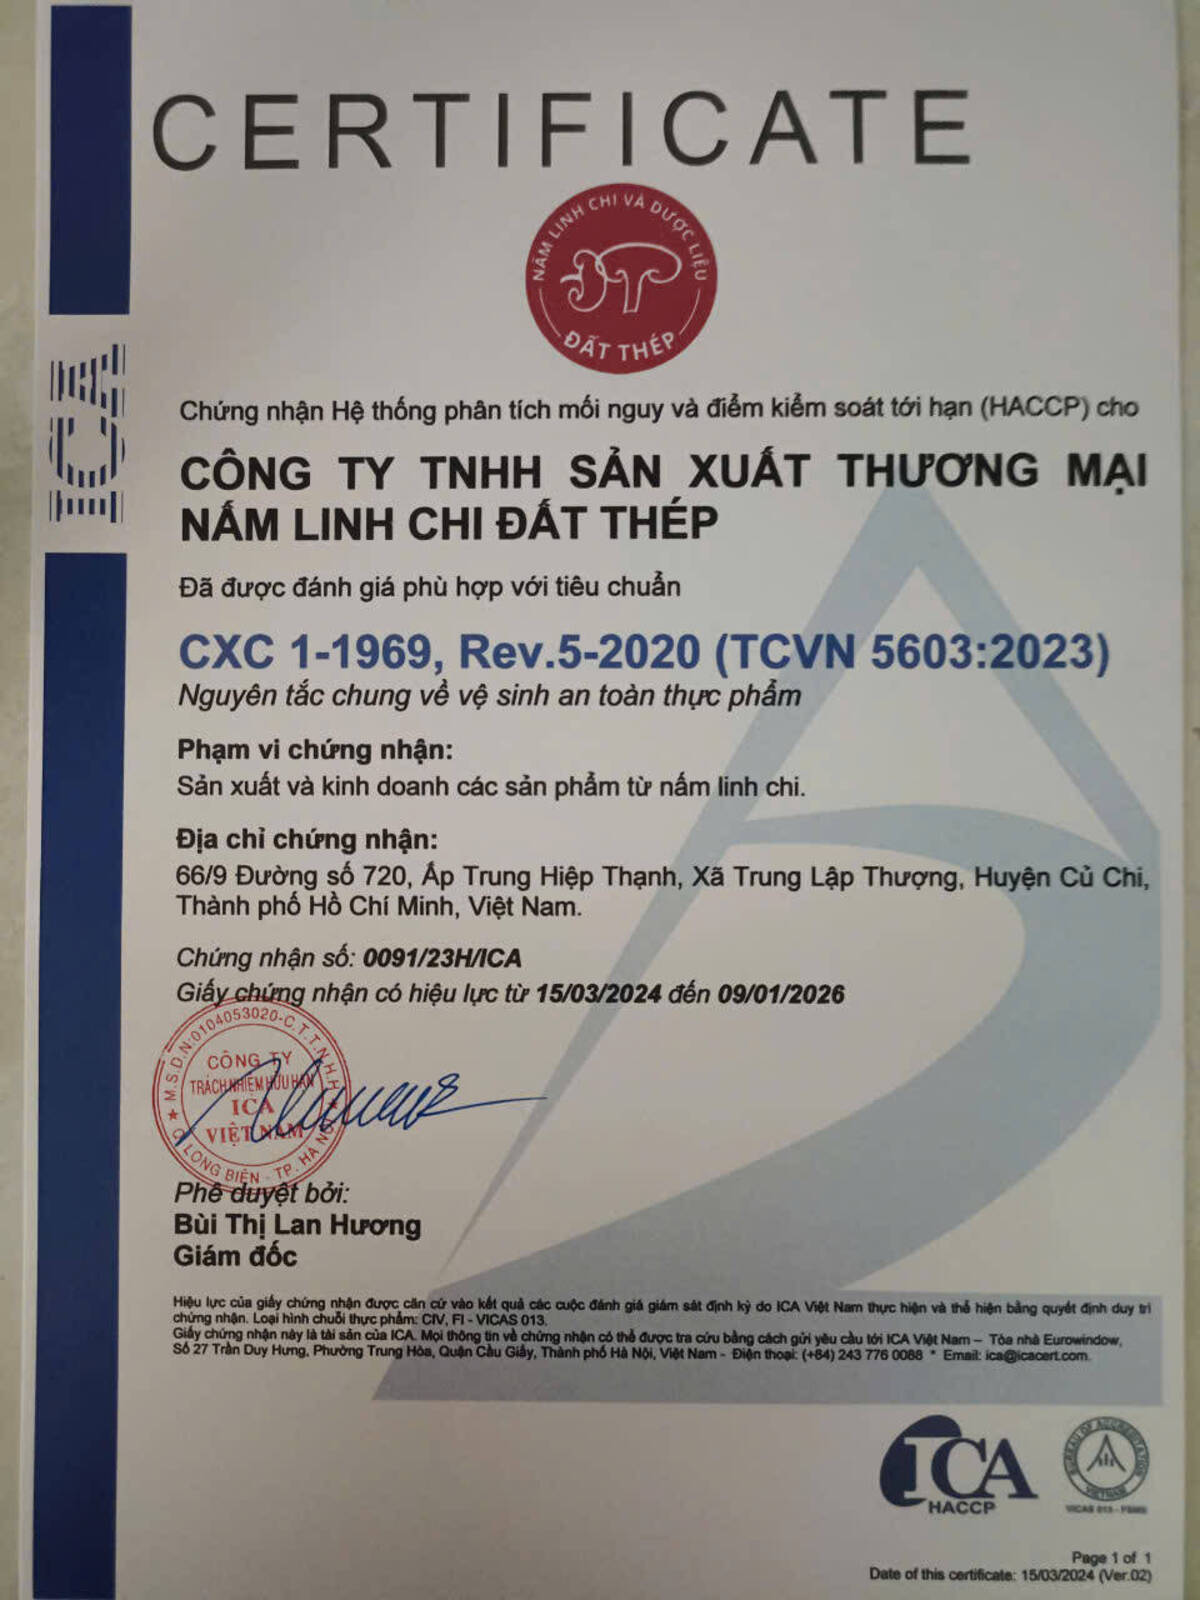 CERTIFICATE
NẤM LINH CHI VÀ DƯỢC LIỆU
ĐT
ĐẤT THÉP
ICA
Chứng nhận Hệ thống phân tích mối nguy và điểm kiểm soát tới hạn (HACCP) cho
CÔNG TY TNHH SẢN XUẤT THƯƠNG MẠI
NẤM LINH CHI ĐẤT THÉP
Đã được đánh giá phù hợp với tiêu chuẩn
CXC 1-1969, Rev.5-2020 (TCVN 5603:2023)
Nguyên tắc chung về vệ sinh an toàn thực phẩm
Phạm vi chứng nhận:
Sản xuất và kinh doanh các sản phẩm từ nấm linh chi.
Địa chỉ chứng nhận:
66/9 Đường số 720, Ấp Trung Hiệp Thạnh, Xã Trung Lập Thượng, Huyện Củ Chi,
Thành phố Hồ Chí Minh, Việt Nam.
Chứng nhận số: 0091/23H/ICA
Giấy chứng nhận có hiệu lực từ 15/03/2024 đến 09/01/2026
M.S.D.N:0104053020-C.T.T.N.H.H
CÔNG TY
TRÁCH NHIỆM HỮU HẠN
ICA
VIỆT NAM
Q. LONG BIÊN - TP. HÀ NỘI
Phê duyệt bởi:
Bùi Thị Lan Hương
Giám đốc
Hiệu lực của giấy chứng nhận được căn cứ vào kết quả các cuộc đánh giá giám sát định kỳ do ICA Việt Nam thực hiện và thể hiện bằng quyết định duy trì
chứng nhận. Loại hình chuỗi thực phẩm: CIV, FI - VICAS 013.
Giấy chứng nhận này là tài sản của ICA. Mọi thông tin về chứng nhận có thể được tra cứu bằng cách gửi yêu cầu tới ICA Việt Nam – Tòa nhà Eurowindow,
Số 27 Trần Duy Hưng, Phường Trung Hòa, Quận Cầu Giấy, Thành phố Hà Nội, Việt Nam - Điện thoại: (+84) 243 776 0088 * Email: ica@icacert.com.
ICA
HACCP
BUREAU OF ACCREDITATION
VIETNAM
VICAS 013 - FSMS
Page 1 of 1
Date of this certificate: 15/03/2024 (Ver.02)